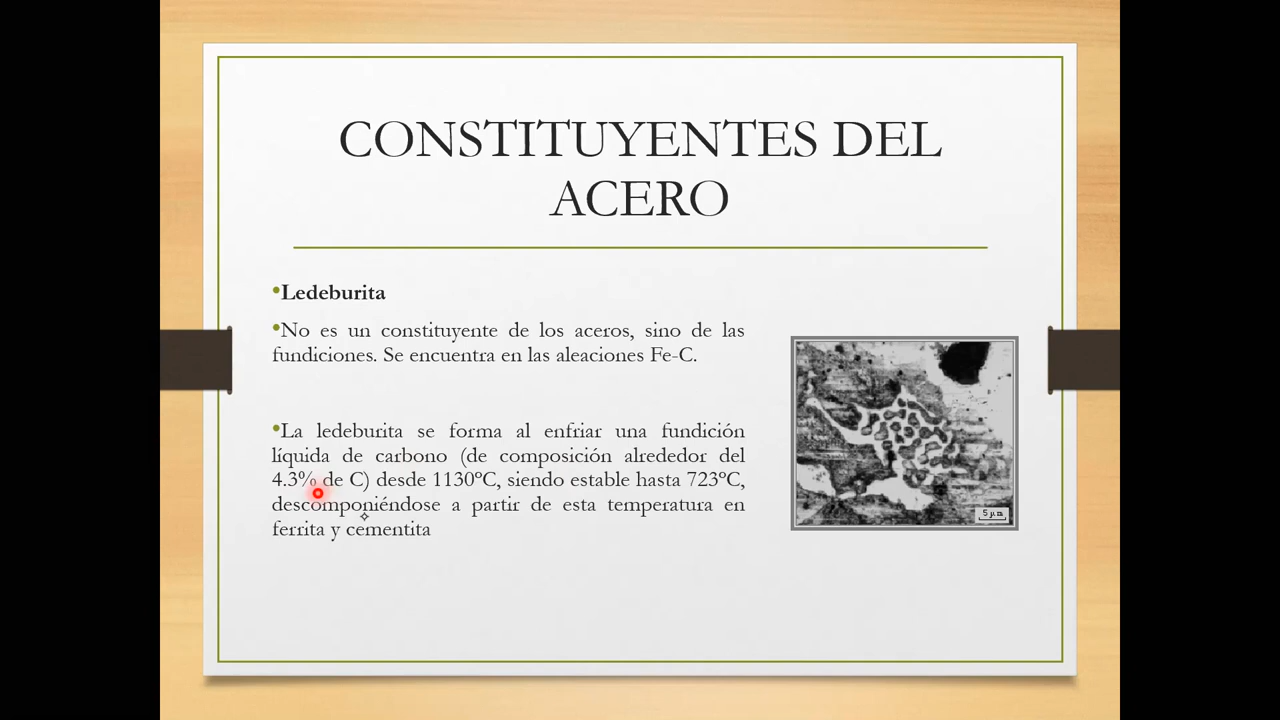 CONSTITUYENTES DEL
ACERO
•Ledeburita
•No es un constituyente de los aceros, sino de las
fundiciones. Se encuentra en las aleaciones Fe-C.
•La ledeburita se forma al enfriar una fundición
líquida de carbono (de composición alrededor del
4.3% de C) desde 1130ºC, siendo estable hasta 723ºC,
descomponiéndose a partir de esta temperatura en
ferrita y cementita
5 µm